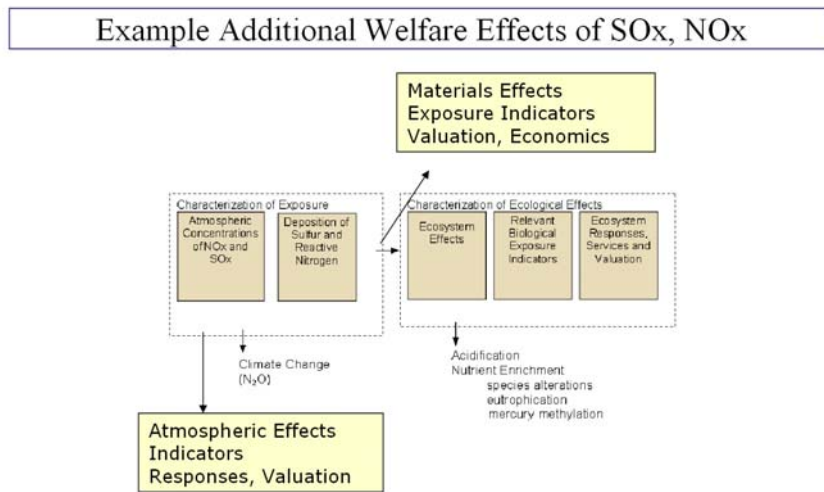 Example Additional Welfare Effects of SOx, NOx
Materials Effects
Exposure Indicators
Valuation, Economics
Characterization of Exposure
Atmospheric
Concentrations
of NOx and
SOx
Deposition of
Sulfur and
Reactive
Nitrogen
Characterization of Ecological Effects
Ecosystem
Effects
Relevant
Biological
Exposure
Indicators
Ecosystem
Responses,
Services and
Valuation
Climate Change
(N₂O)
Acidification
Nutrient Enrichment
species alterations
eutrophication
mercury methylation
Atmospheric Effects
Indicators
Responses, Valuation